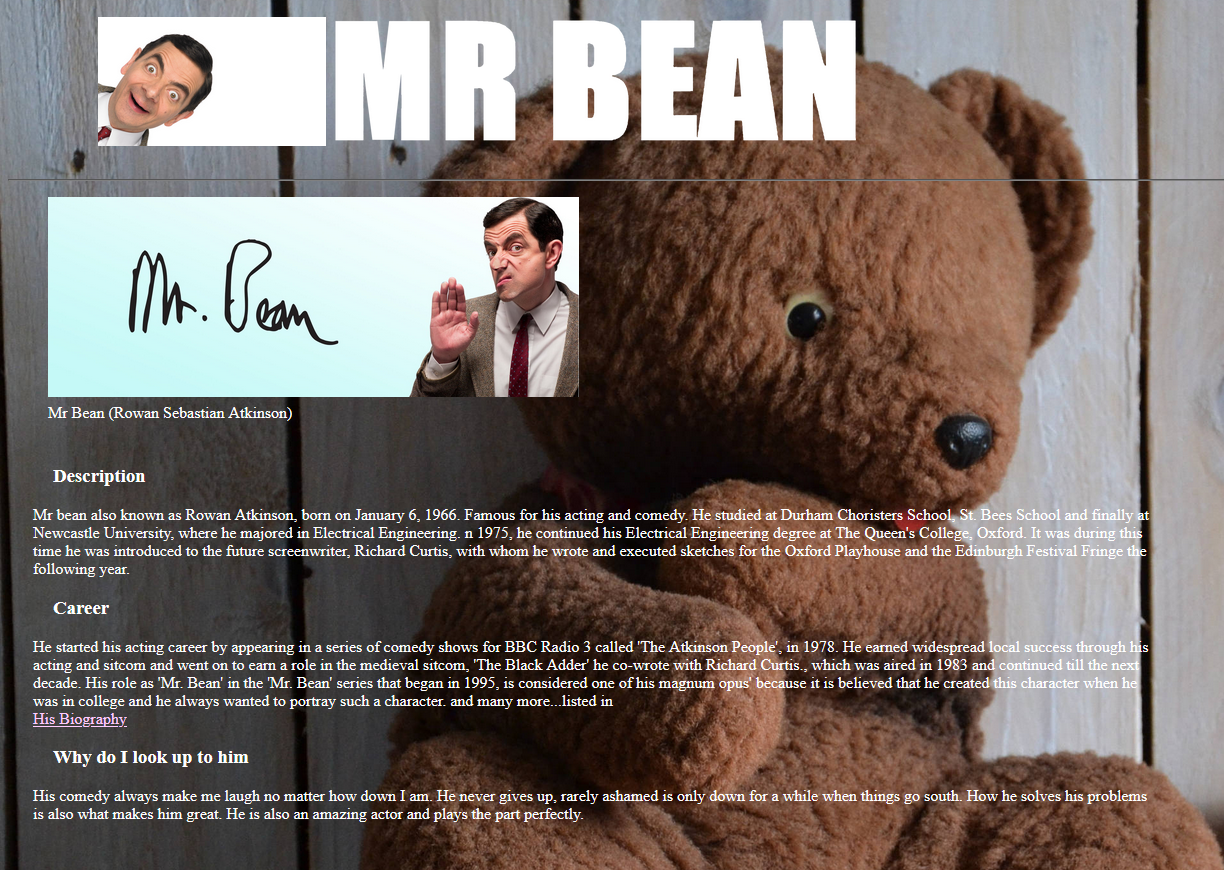 MR BEAN
Mr. Bean
Mr Bean (Rowan Sebastian Atkinson)
Description
Mr bean also known as Rowan Atkinson, born on January 6, 1966. Famous for his acting and comedy. He studied at Durham Choristers School, St. Bees School and finally at
Newcastle University, where he majored in Electrical Engineering. n 1975, he continued his Electrical Engineering degree at The Queen's College, Oxford. It was during this
time he was introduced to the future screenwriter, Richard Curtis, with whom he wrote and executed sketches for the Oxford Playhouse and the Edinburgh Festival Fringe the
following year.
Career
He started his acting career by appearing in a series of comedy shows for BBC Radio 3 called 'The Atkinson People', in 1978. He earned widespread local success through his
acting and sitcom and went on to earn a role in the medieval sitcom, 'The Black Adder' he co-wrote with Richard Curtis., which was aired in 1983 and continued till the next
decade. His role as 'Mr. Bean' in the 'Mr. Bean' series that began in 1995, is considered one of his magnum opus' because it is believed that he created this character when he
was in college and he always wanted to portray such a character. and many more...listed in
His Biography
Why do I look up to him
His comedy always make me laugh no matter how down I am. He never gives up, rarely ashamed is only down for a while when things go south. How he solves his problems
is also what makes him great. He is also an amazing actor and plays the part perfectly.